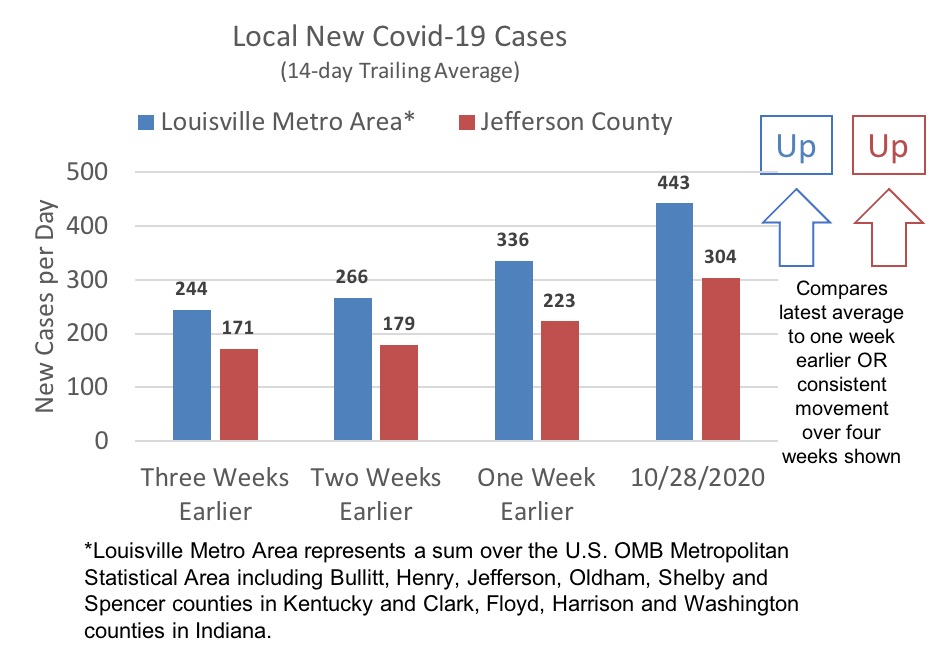 Local New Covid-19 Cases
(14-day Trailing Average)
Louisville Metro Area*
Jefferson County
Up
Up
New Cases per Day
500
400
300
200
100
0
244
171
266
179
336
223
443
304
Three Weeks
Earlier
Two Weeks
Earlier
One Week
Earlier
10/28/2020
Compares
latest average
to one week
earlier OR
consistent
movement
over four
weeks shown
*Louisville Metro Area represents a sum over the U.S. OMB Metropolitan
Statistical Area including Bullitt, Henry, Jefferson, Oldham, Shelby and
Spencer counties in Kentucky and Clark, Floyd, Harrison and Washington
counties in Indiana.